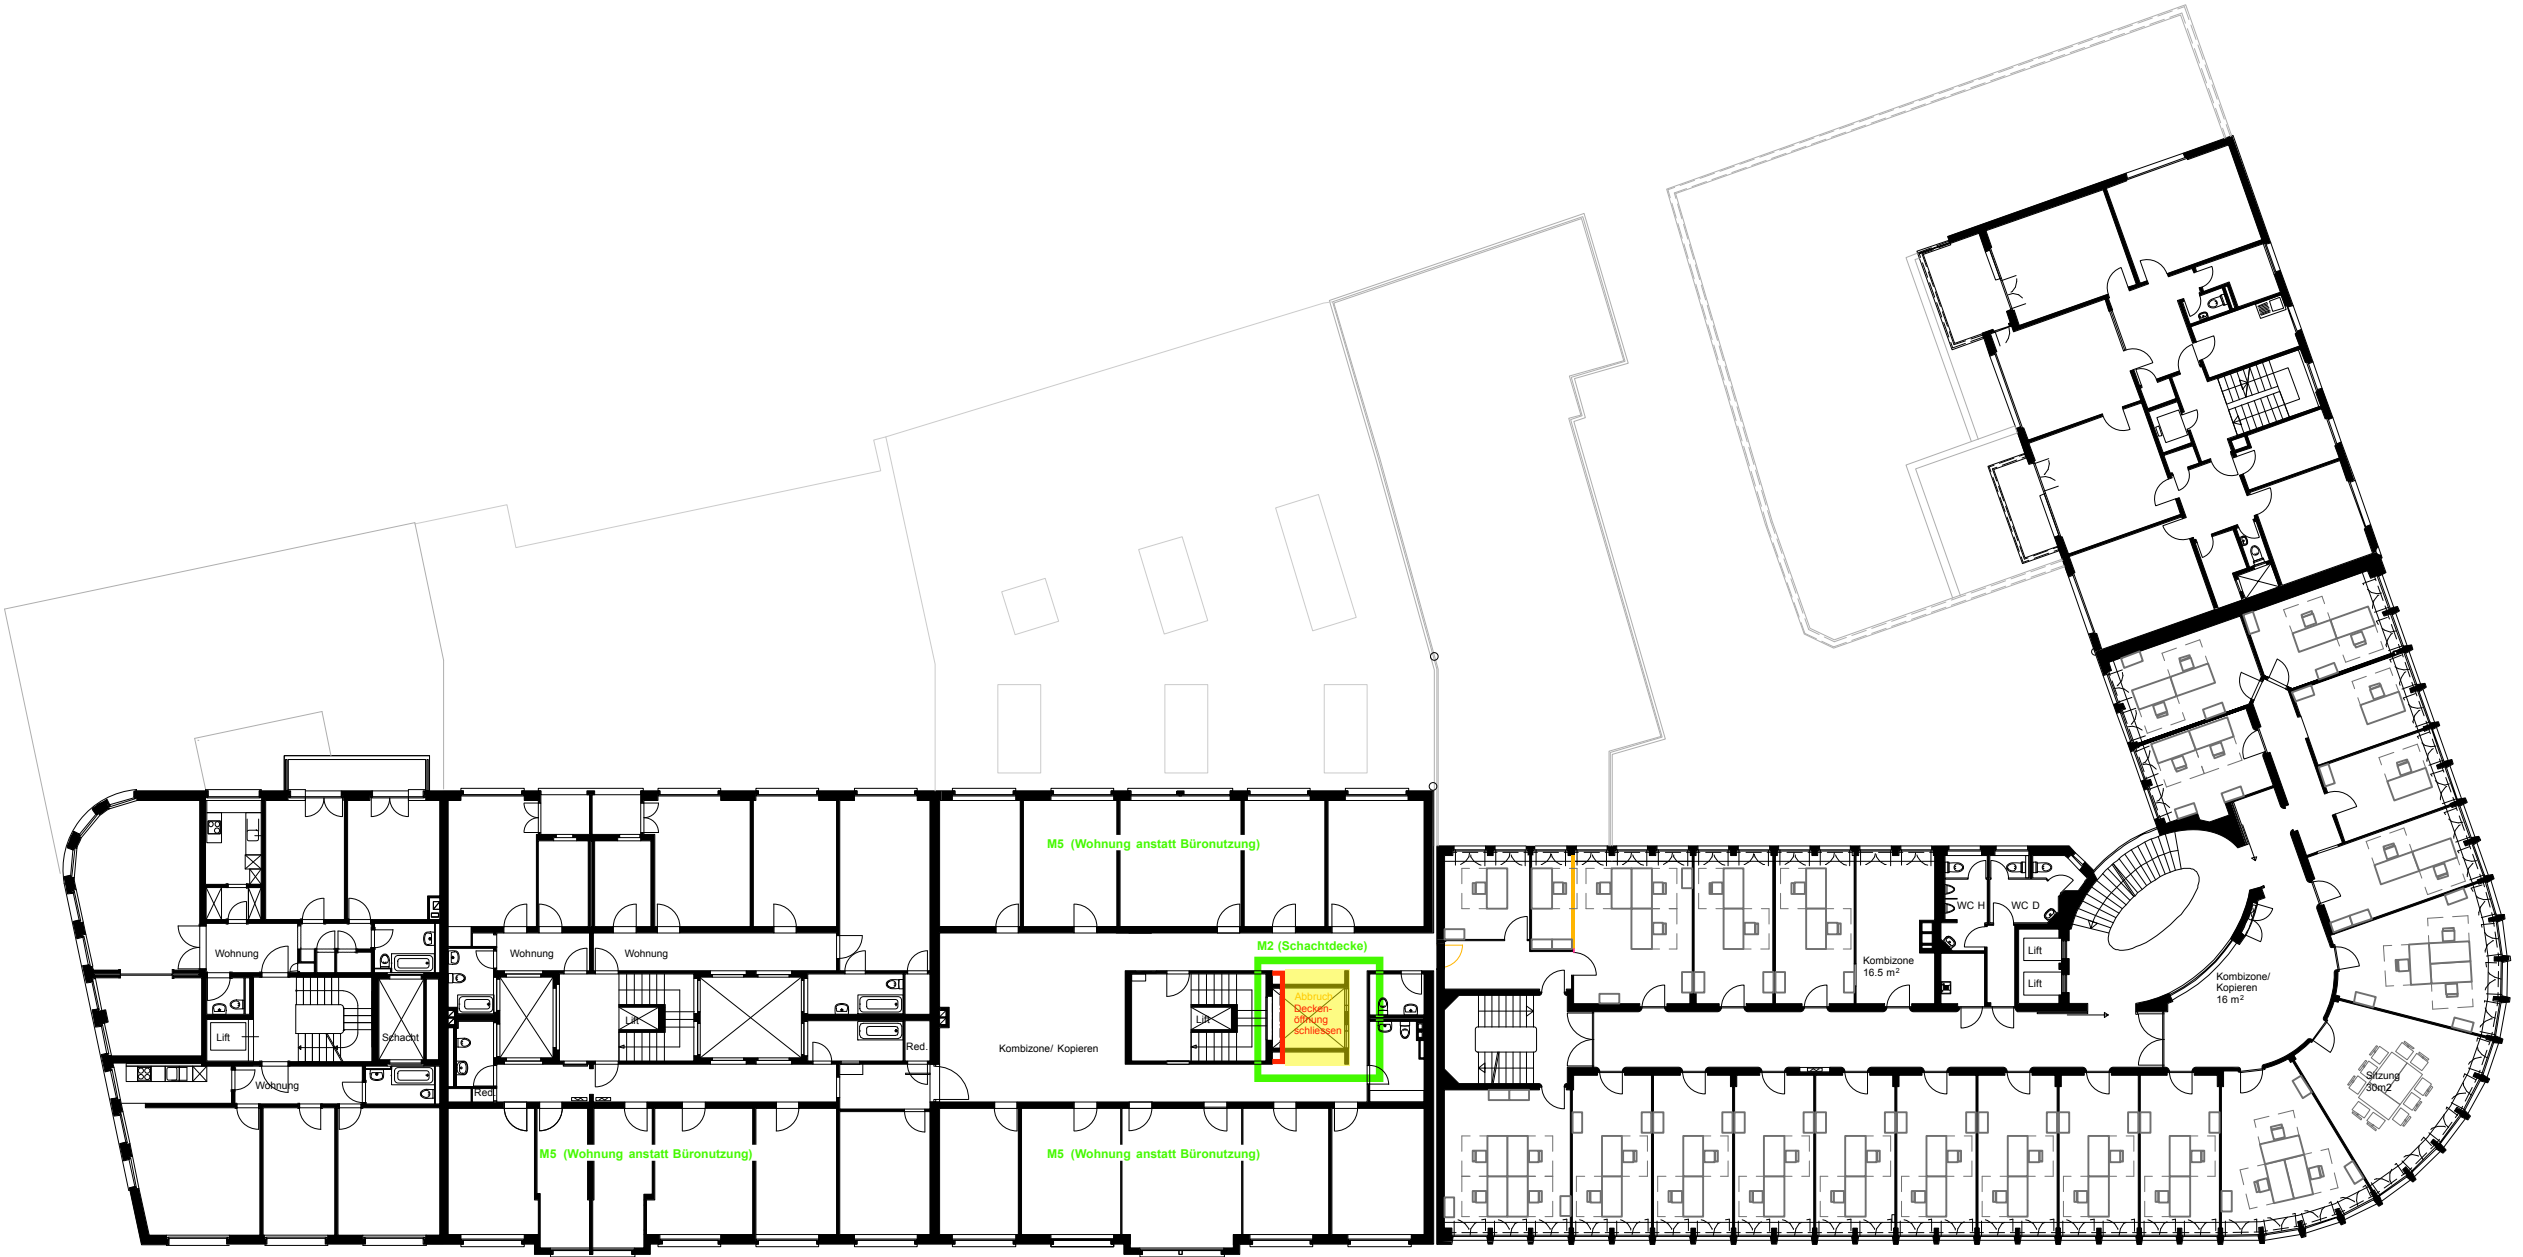 M5 (Wohnung anstatt Büronutzung)
WC H
WC D
Wohnung
Wohnung
Wohnung
M2 (Schachtdecke)
Lift
Kombizone
16.5 m²
Kombizone/
Kopieren
16 m²
Lift
Abbruch
Decken-
öffnung
schliessen
Lift
Lift
Lift
Schacht
Red.
Kombizone/ Kopieren
Wohnung
Red.
Sitzung
30m2
M5 (Wohnung anstatt Büronutzung)
M5 (Wohnung anstatt Büronutzung)